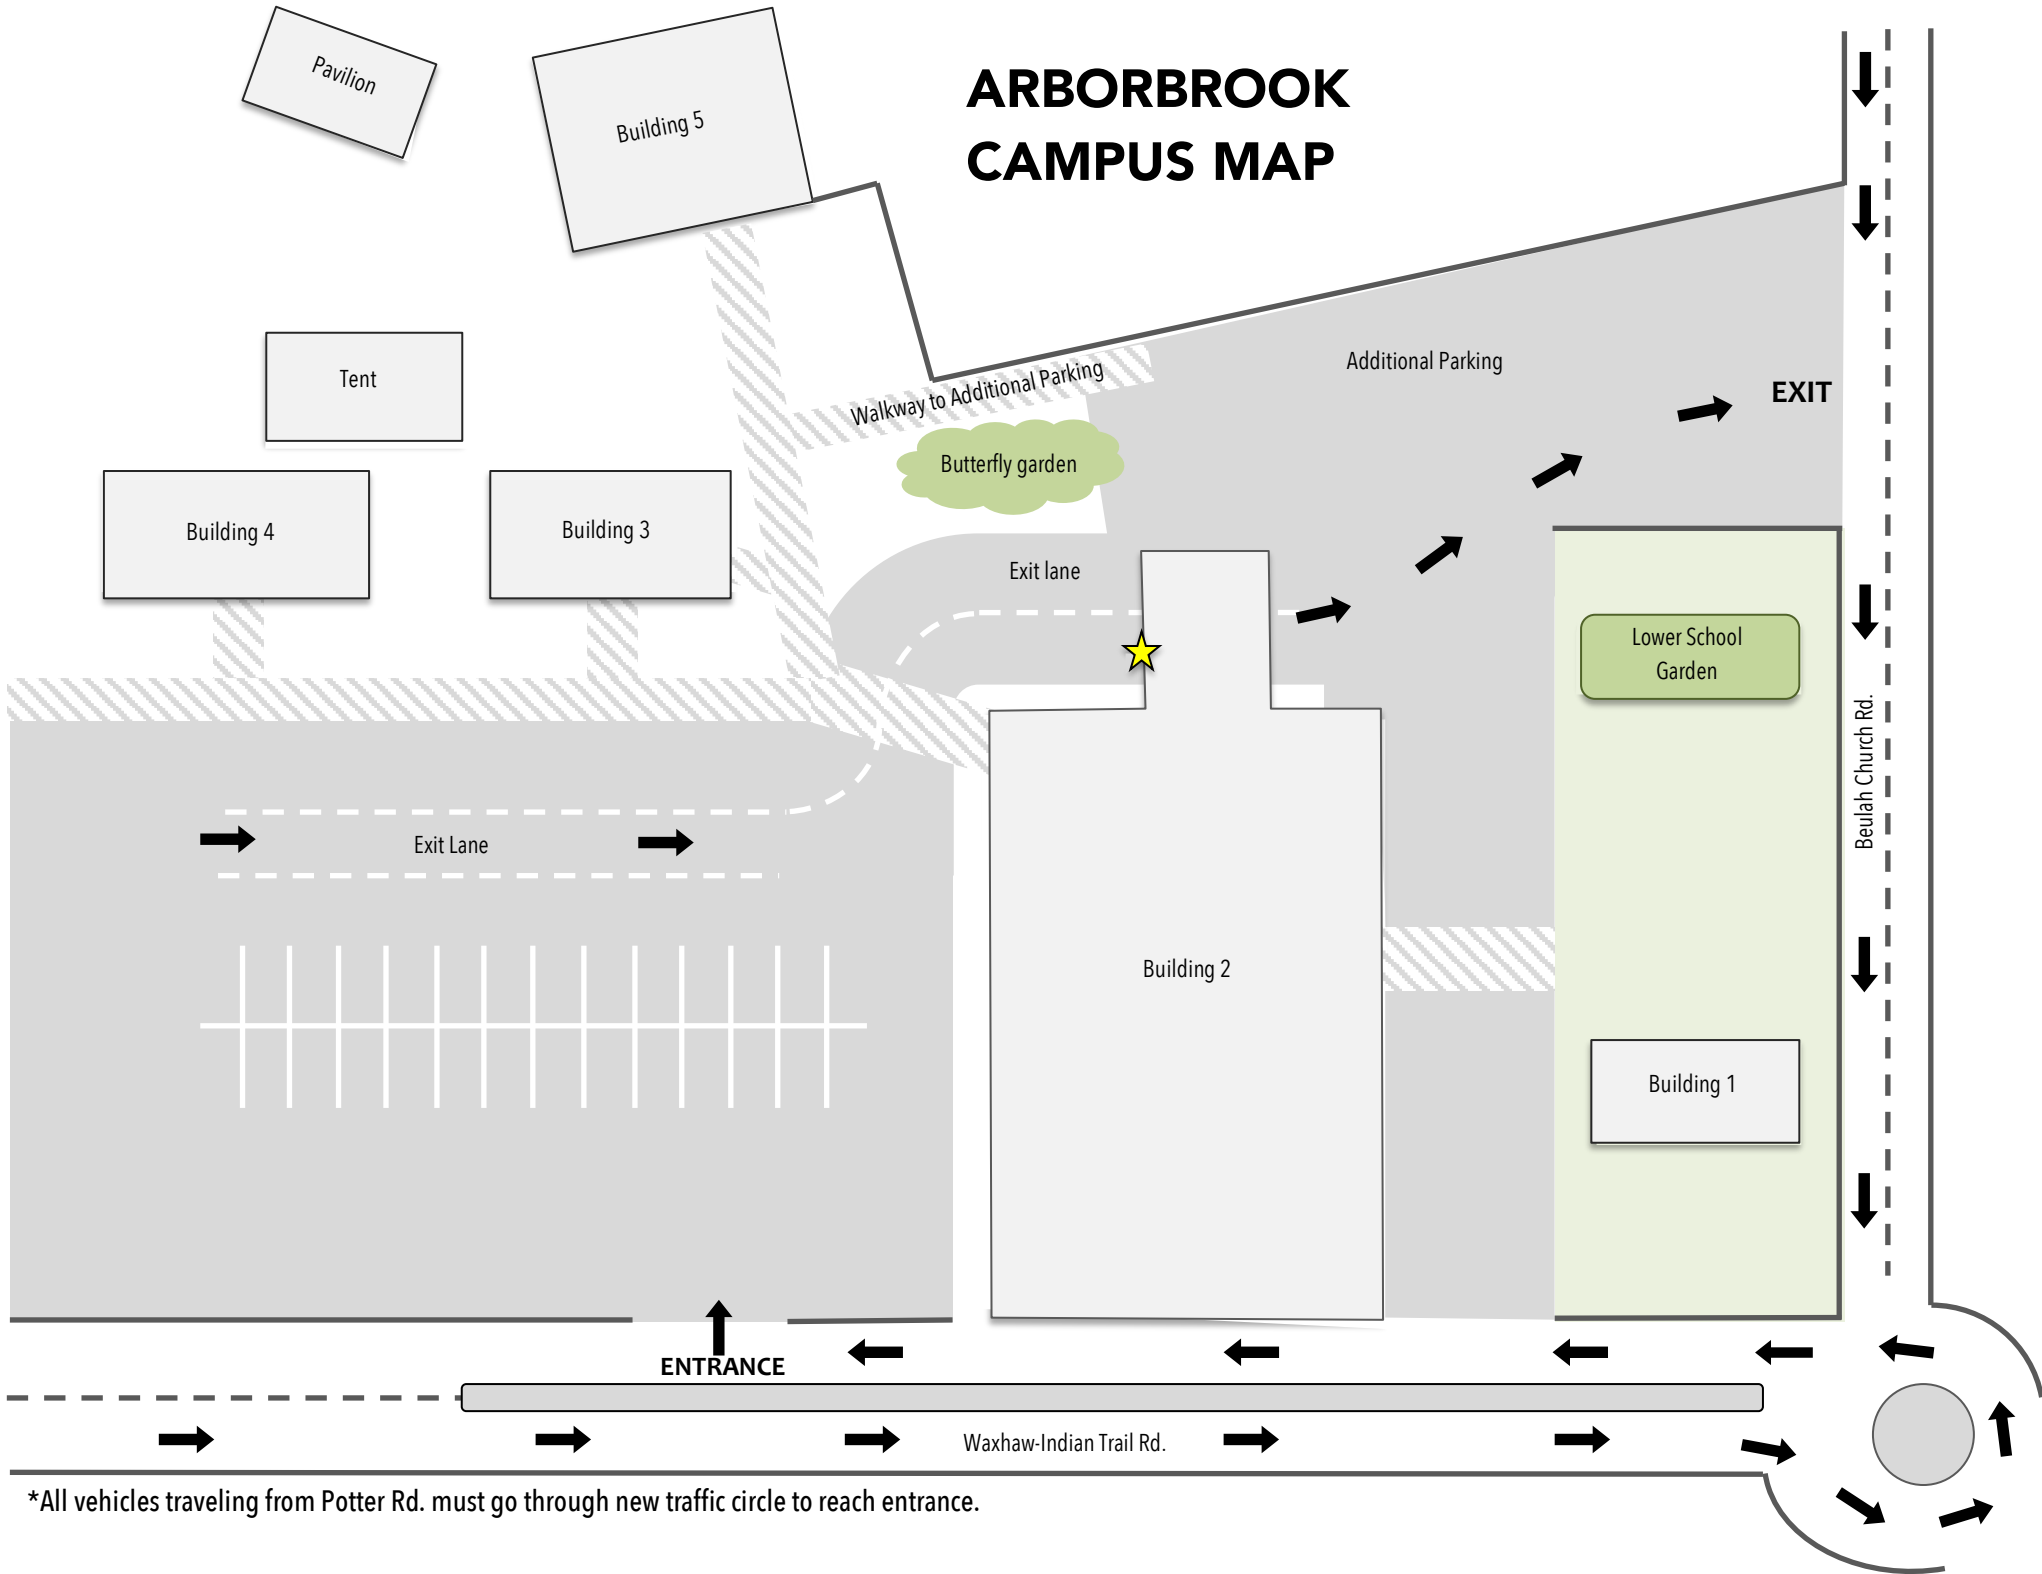 ARBORBROOK
CAMPUS MAP
Pavilion
Building 5
Tent
Additional Parking
EXIT
Walkway to Additional Parking
Butterfly garden
Building 4
Building 3
Exit lane
Lower School
Garden
Beulah Church Rd.
Exit Lane
Building 2
Building 1
ENTRANCE
Waxhaw-Indian Trail Rd.
*All vehicles traveling from Potter Rd. must go through new traffic circle to reach entrance.